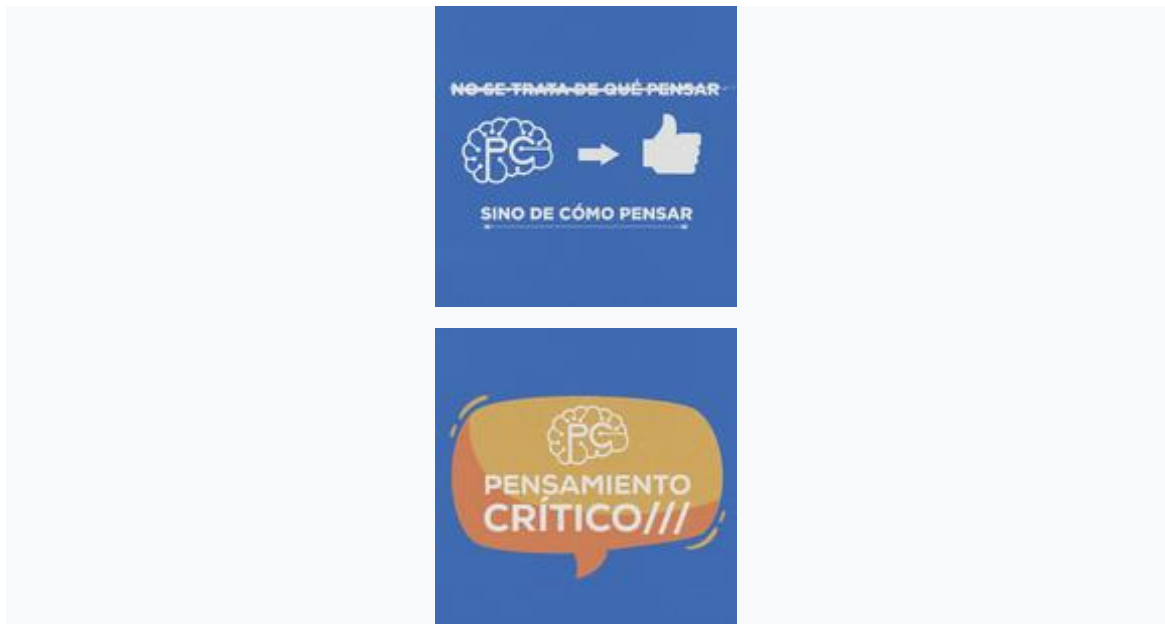 NO SE TRATA DE QUÉ PENSAR
PC
SINO DE CÓMO PENSAR
PC
PENSAMIENTO
CRÍTICO///